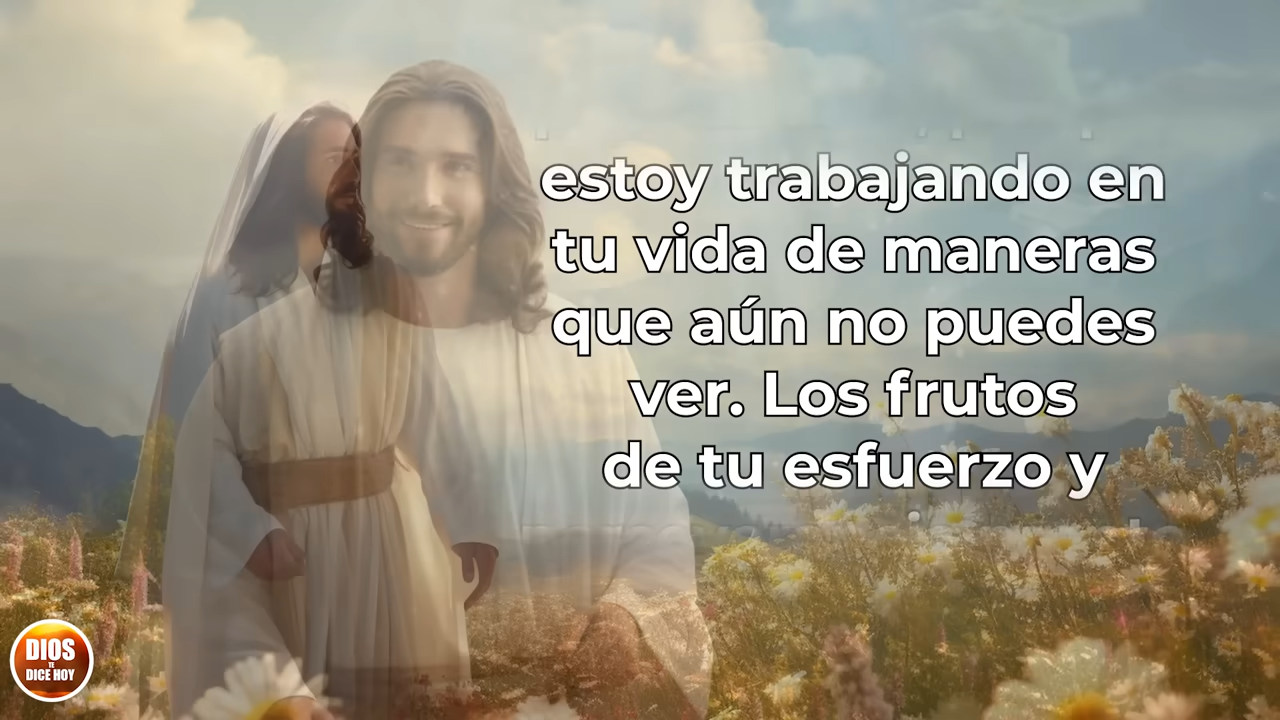 estoy trabajando en
tu vida de maneras
que aún no puedes
ver. Los frutos
de tu esfuerzo y
DIOS
TE
DICE HOY